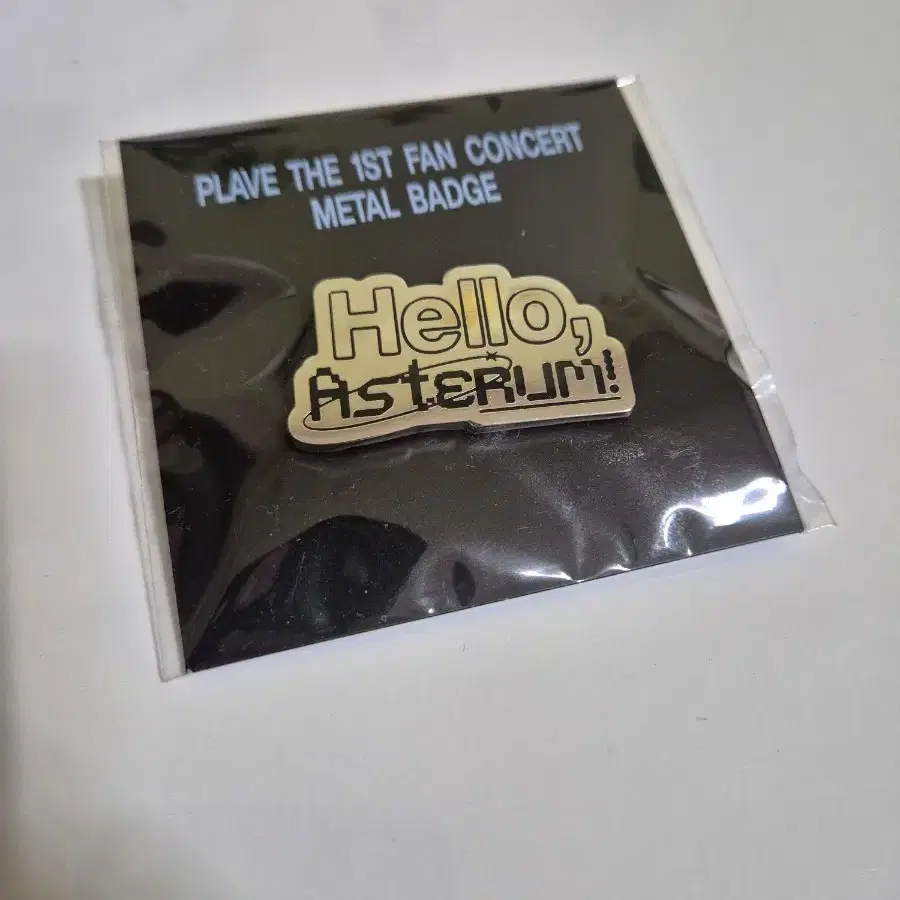 PLAVE THE 1ST FAN CONCERT
METAL BADGE
Hello,
Asterum!